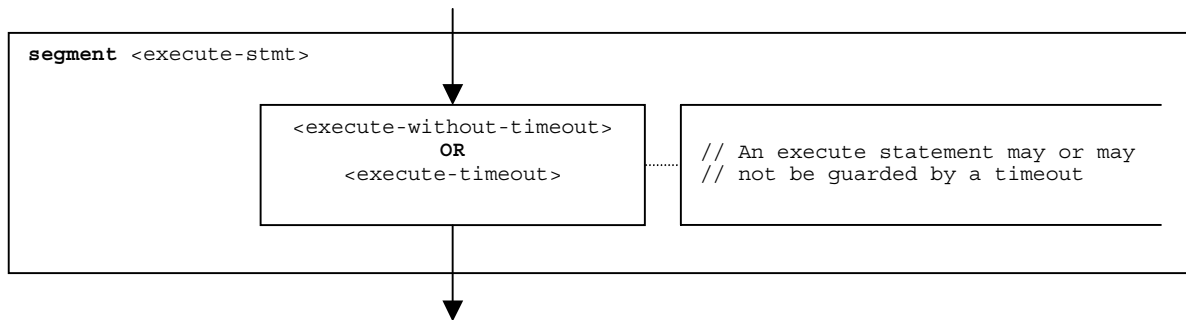 segment <execute-stmt>
<execute-without-timeout>
OR
<execute-timeout>
// An execute statement may or may
// not be guarded by a timeout